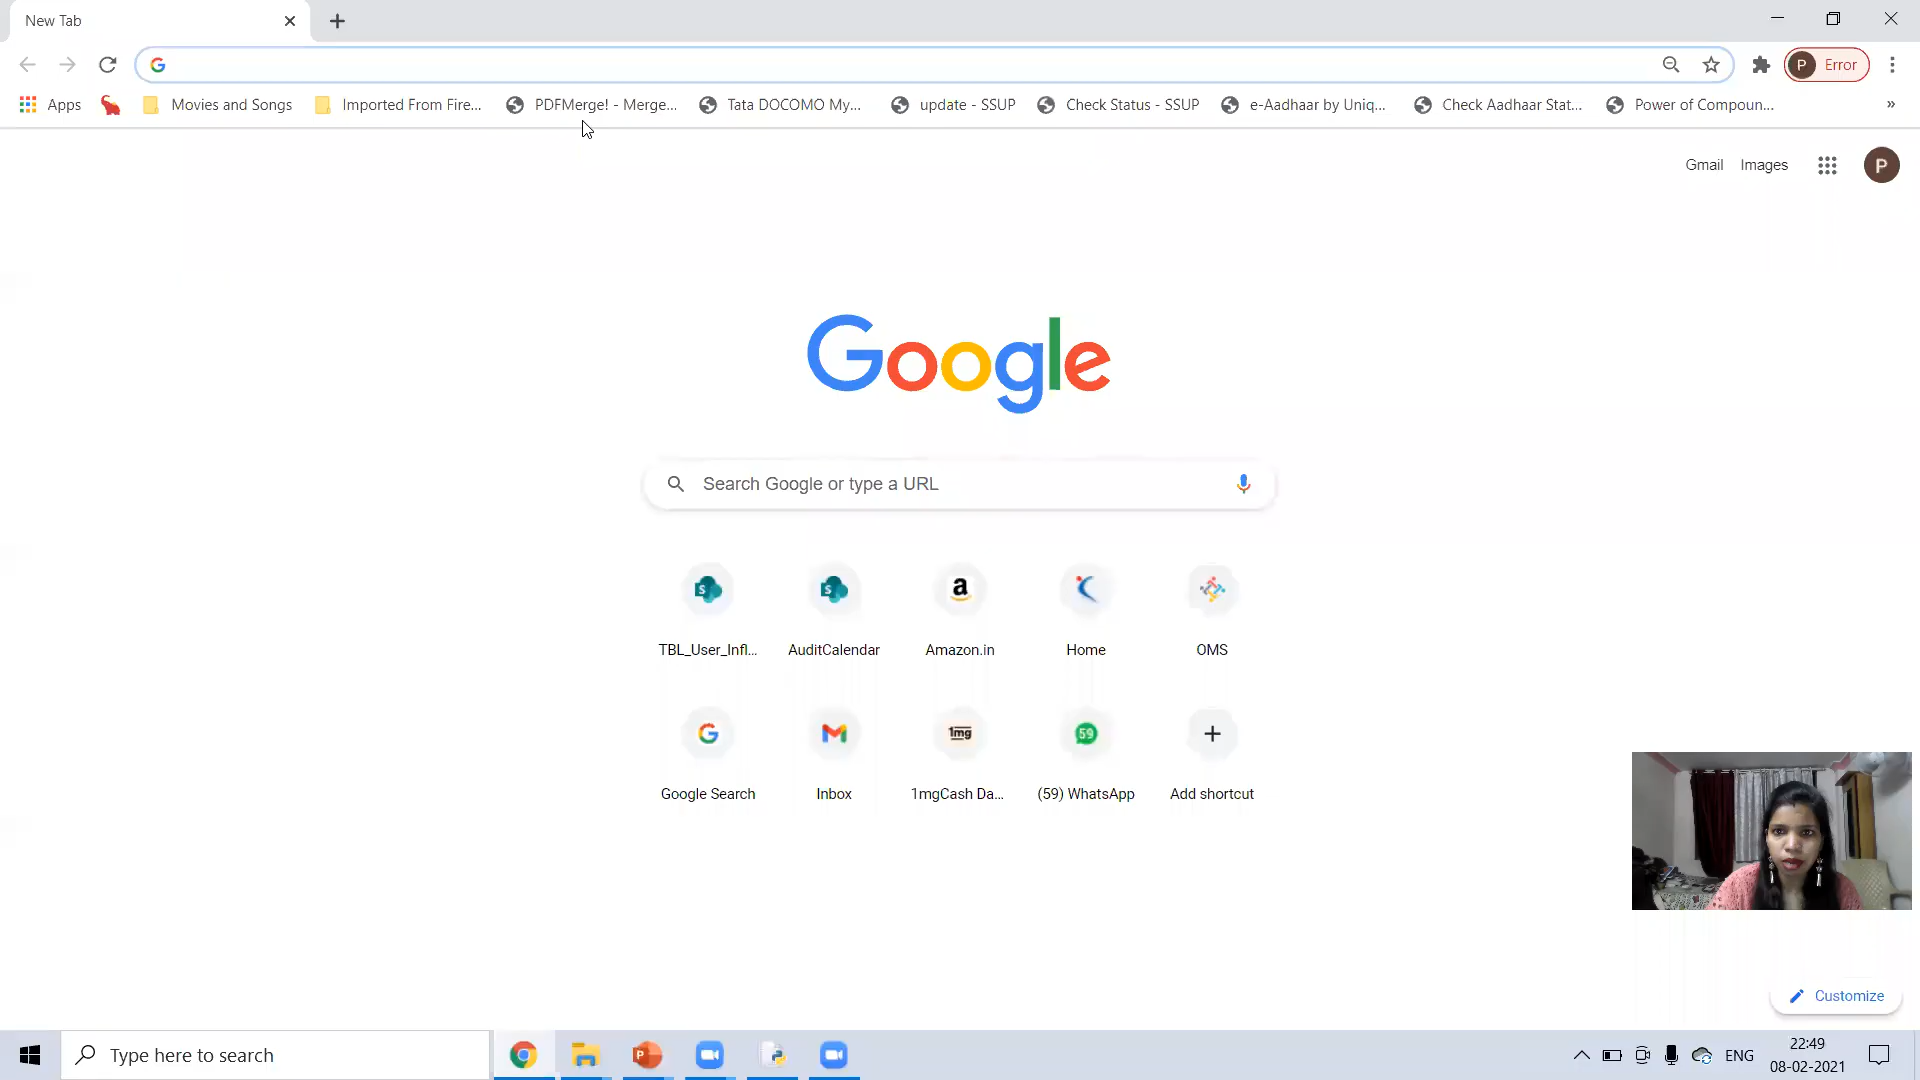 New Tab
Error
Apps
Movies and Songs
Imported From Fire...
PDFMerge! - Merge...
Tata DOCOMO My...
update - SSUP
Check Status - SSUP
e-Aadhaar by Uniq...
Check Aadhaar Stat...
Power of Compoun...
»
P
Gmail
Images
P
Google
Search Google or type a URL
TBL_User_Infl...
AuditCalendar
Amazon.in
Home
OMS
Google Search
Inbox
1mg
1mgCash Da...
59
(59) WhatsApp
Add shortcut
Customize
Type here to search
ENG
22:49
08-02-2021